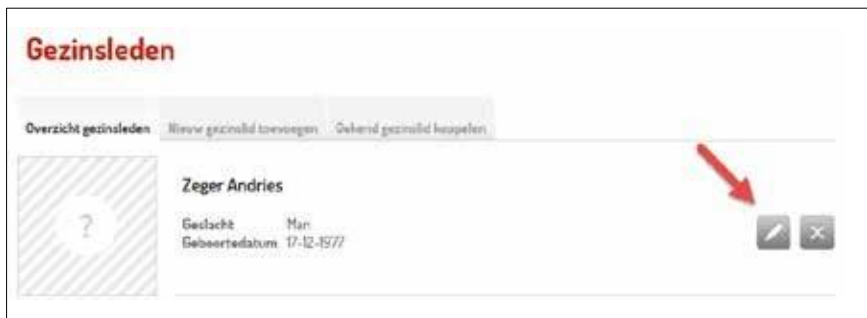 Gezinsleden
Overzicht gezinsleden Nieuw gezinslid toevoegen Gekend gezinslid koppelen
?
Zeger Andries
Geslacht Man
Geboortedatum 17-12-1977